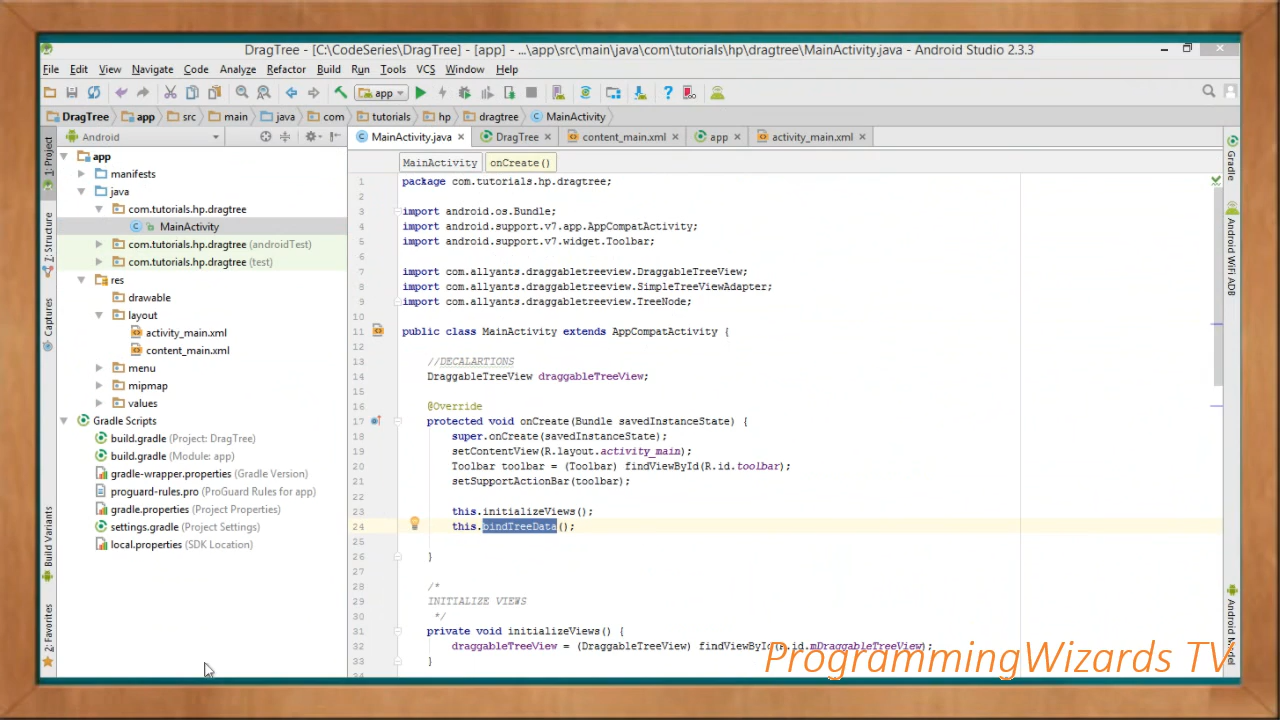 DragTree - [C:\CodeSeries\DragTree] - [app] - ...\app\src\main\java\com\tutorials\hp\dragtree\MainActivity.java - Android Studio 2.3.3
File Edit View Navigate Code Analyze Refactor Build Run Tools VCS Window Help
app
DragTree app src main java com tutorials hp dragtree MainActivity
Android
MainActivity.java DragTree content_main.xml app activity_main.xml
1: Project
Z: Structure
Captures
Build Variants
2: Favorites
app
manifests
java
com.tutorials.hp.dragtree
MainActivity
com.tutorials.hp.dragtree (androidTest)
com.tutorials.hp.dragtree (test)
res
drawable
layout
activity_main.xml
content_main.xml
menu
mipmap
values
Gradle Scripts
build.gradle (Project: DragTree)
build.gradle (Module: app)
gradle-wrapper.properties (Gradle Version)
proguard-rules.pro (ProGuard Rules for app)
gradle.properties (Project Properties)
settings.gradle (Project Settings)
local.properties (SDK Location)
MainActivity onCreate()
1 package com.tutorials.hp.dragtree;
2
3 import android.os.Bundle;
4 import android.support.v7.app.AppCompatActivity;
5 import android.support.v7.widget.Toolbar;
6
7 import com.allyants.draggabletreeview.DraggableTreeView;
8 import com.allyants.draggabletreeview.SimpleTreeViewAdapter;
9 import com.allyants.draggabletreeview.TreeNode;
10
11 public class MainActivity extends AppCompatActivity {
12
13 //DECALARTIONS
14 DraggableTreeView draggableTreeView;
15
16 @Override
17 protected void onCreate(Bundle savedInstanceState) {
18 super.onCreate(savedInstanceState);
19 setContentView(R.layout.activity_main);
20 Toolbar toolbar = (Toolbar) findViewById(R.id.toolbar);
21 setSupportActionBar(toolbar);
22
23 this.initializeViews();
24 this.bindTreeData();
25
26 }
27
28 /*
29 INITIALIZE VIEWS
30 */
31 private void initializeViews() {
32 draggableTreeView = (DraggableTreeView) findViewById(R.id.mDraggableTreeView);
33 }
Gradle
Android WiFi ADB
Android Model
ProgrammingWizards TV